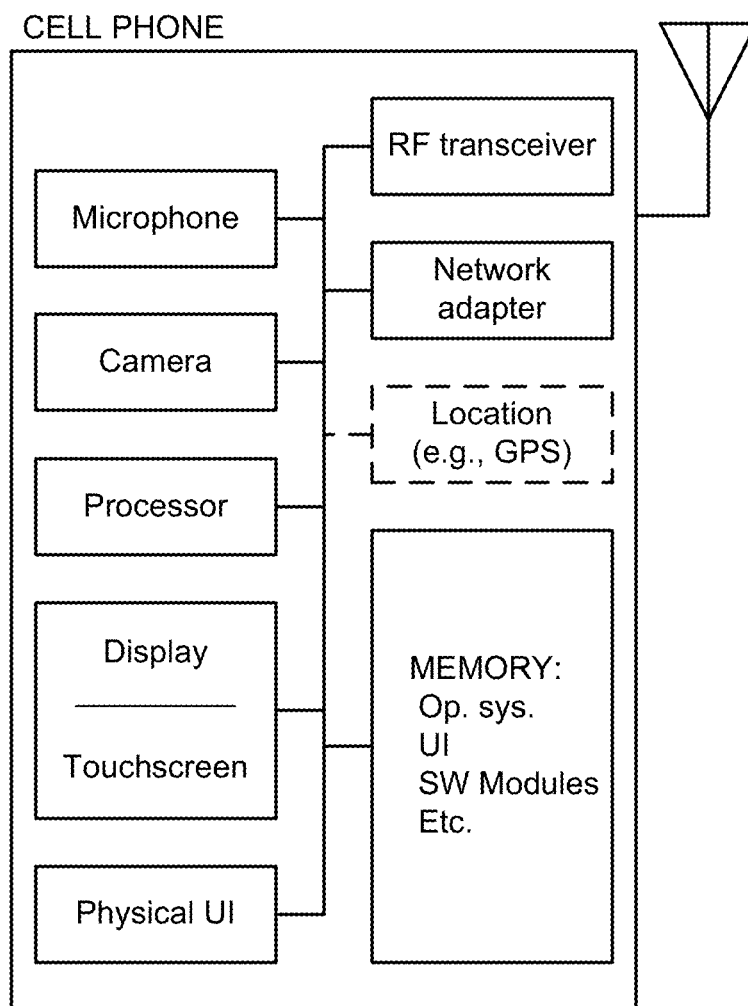 CELL PHONE
Microphone
Camera
Processor
Display
Touchscreen
Physical UI
RF transceiver
Network
adapter
Location
(e.g., GPS)
MEMORY:
Op. sys.
UI
SW Modules
Etc.